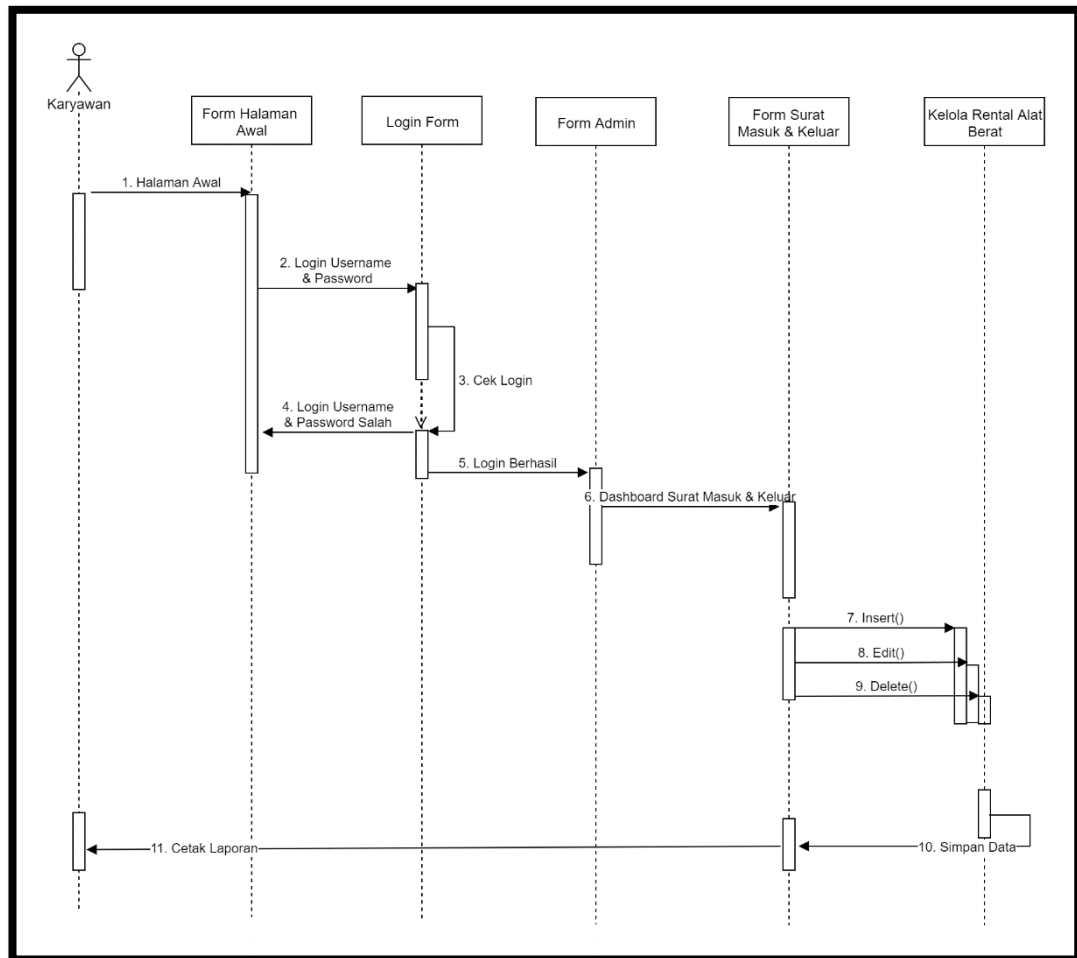 Karyawan
Form Halaman
Awal
Login Form
Form Admin
Form Surat
Masuk & Keluar
Kelola Rental Alat
Berat
1. Halaman Awal
2. Login Username
& Password
3. Cek Login
4. Login Username
& Password Salah
5. Login Berhasil
6. Dashboard Surat Masuk & Keluar
7. Insert()
8. Edit()
9. Delete()
10. Simpan Data
11. Cetak Laporan